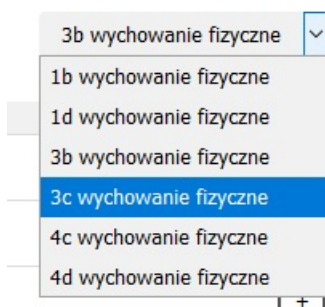 3b wychowanie fizyczne
1b wychowanie fizyczne
1d wychowanie fizyczne
3b wychowanie fizyczne
3c wychowanie fizyczne
4c wychowanie fizyczne
4d wychowanie fizyczne
+